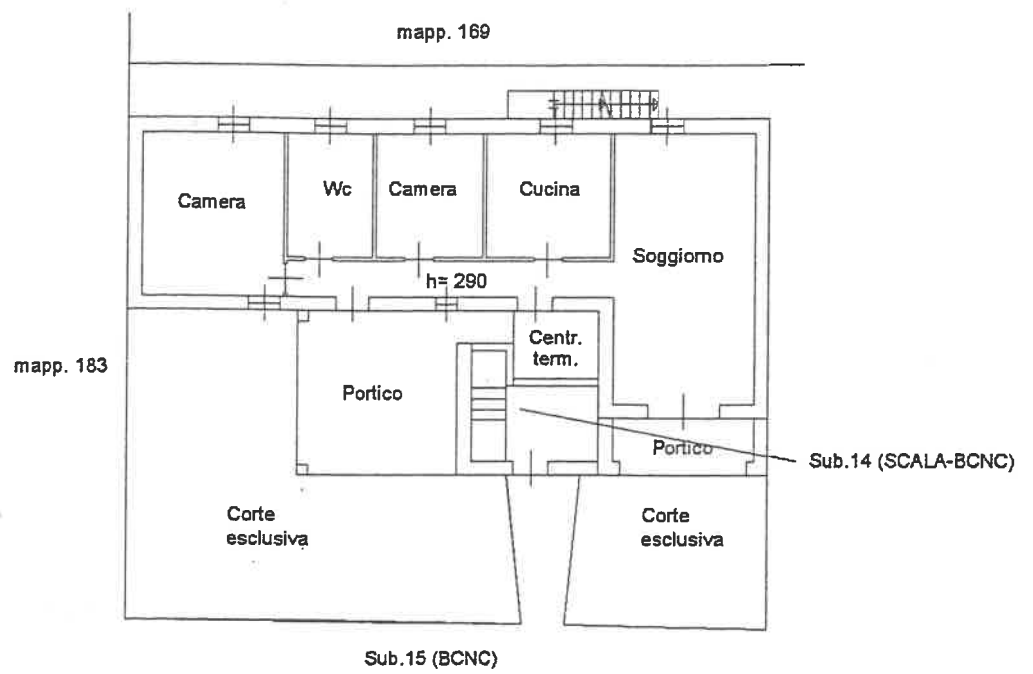 mapp. 169
Camera
Wc
Camera
Cucina
Soggiorno
h= 290
mapp. 183
Portico
Centr.
term.
Portico
Sub.14 (SCALA-BCNC)
Corte
esclusiva
Corte
esclusiva
Sub.15 (BCNC)